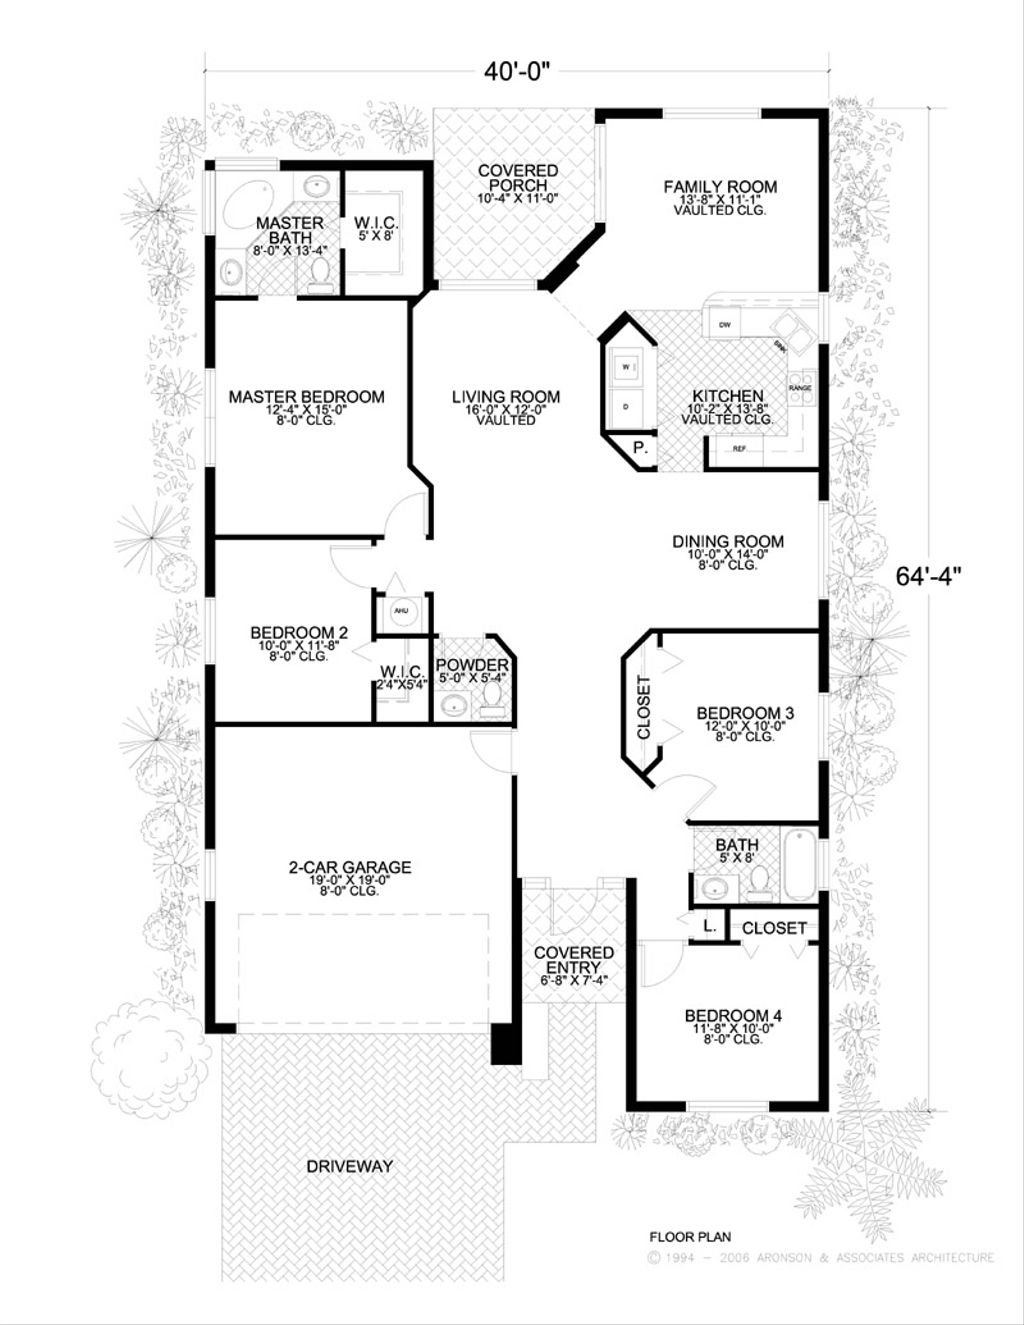 40'-0"
COVERED
PORCH
10'-4" X 11'-0"
FAMILY ROOM
13'-8" X 11'-1"
VAULTED CLG.
MASTER
BATH
8'-0" X 13'-4"
W.I.C.
5' X 8'
DW
SINK
W
RANGE
D
MASTER BEDROOM
12'-4" X 15'-0"
8'-0" CLG.
LIVING ROOM
16'-0" X 12'-0"
VAULTED
KITCHEN
10'-2" X 13'-8"
VAULTED CLG.
P.
REF
DINING ROOM
10'-0" X 14'-0"
8'-0" CLG.
64'-4"
AHU
BEDROOM 2
10'-0" X 11'-8"
8'-0" CLG.
W.I.C.
2'4"X5'4"
POWDER
5'-0" X 5'-4"
CLOSET
BEDROOM 3
12'-0" X 10'-0"
8'-0" CLG.
BATH
5' X 8'
2-CAR GARAGE
19'-0" X 19'-0"
8'-0" CLG.
L.
CLOSET
COVERED
ENTRY
6'-8" X 7'-4"
BEDROOM 4
11'-8" X 10'-0"
8'-0" CLG.
DRIVEWAY
FLOOR PLAN
© 1994 - 2006 ARONSON & ASSOCIATES ARCHITECTURE